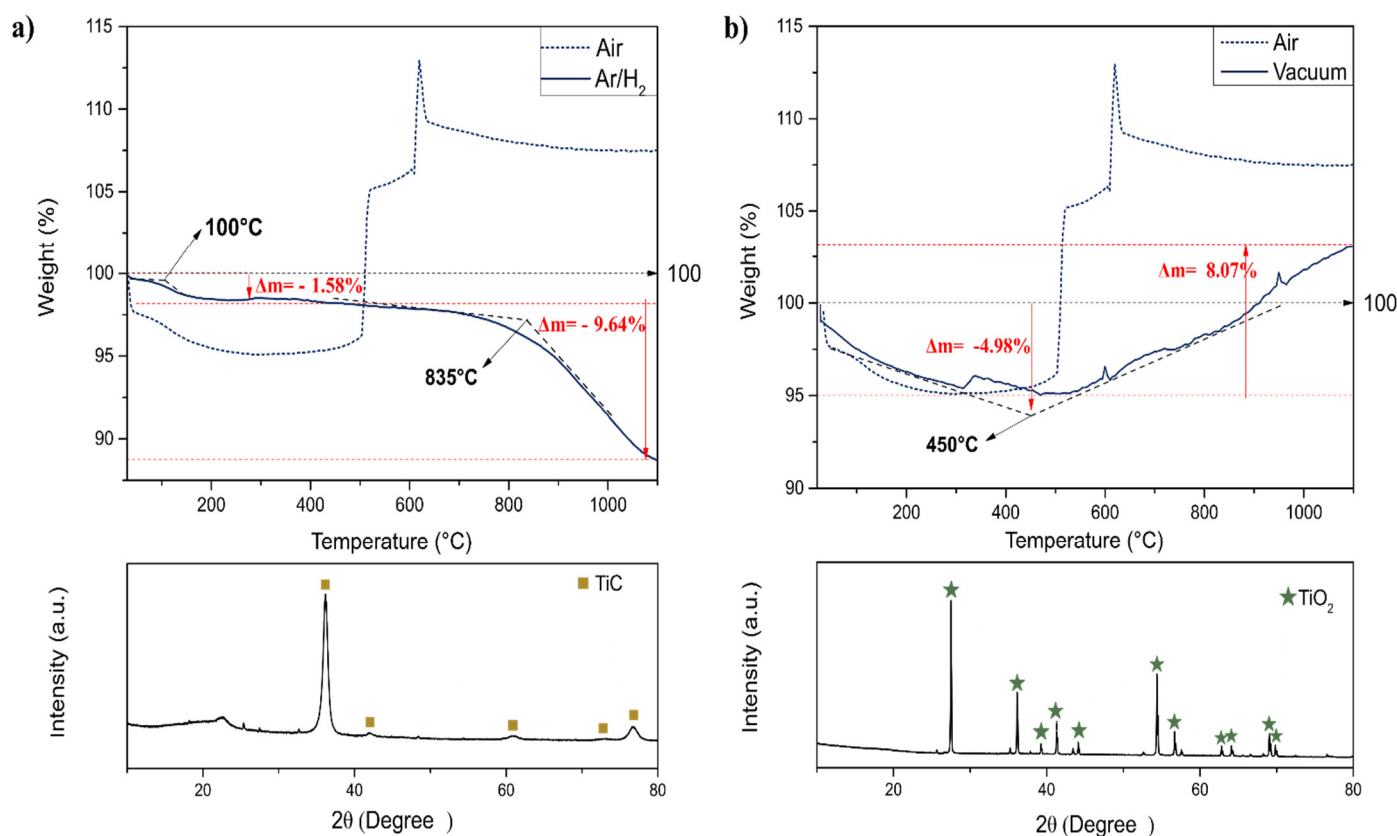 a)
Air
Ar/H₂
115
110
105
100
95
90
Weight (%)
100°C
Δm= - 1.58%
100
Δm= - 9.64%
835°C
200
400
600
800
1000
Temperature (°C)
b)
Air
Vacuum
115
110
105
100
95
90
Weight (%)
Δm= 8.07%
100
Δm= -4.98%
450°C
200
400
600
800
1000
Temperature (°C)
TiC
Intensity (a.u.)
20
40
60
80
2θ (Degree )
TiO₂
Intensity (a.u.)
20
40
60
80
2θ (Degree )